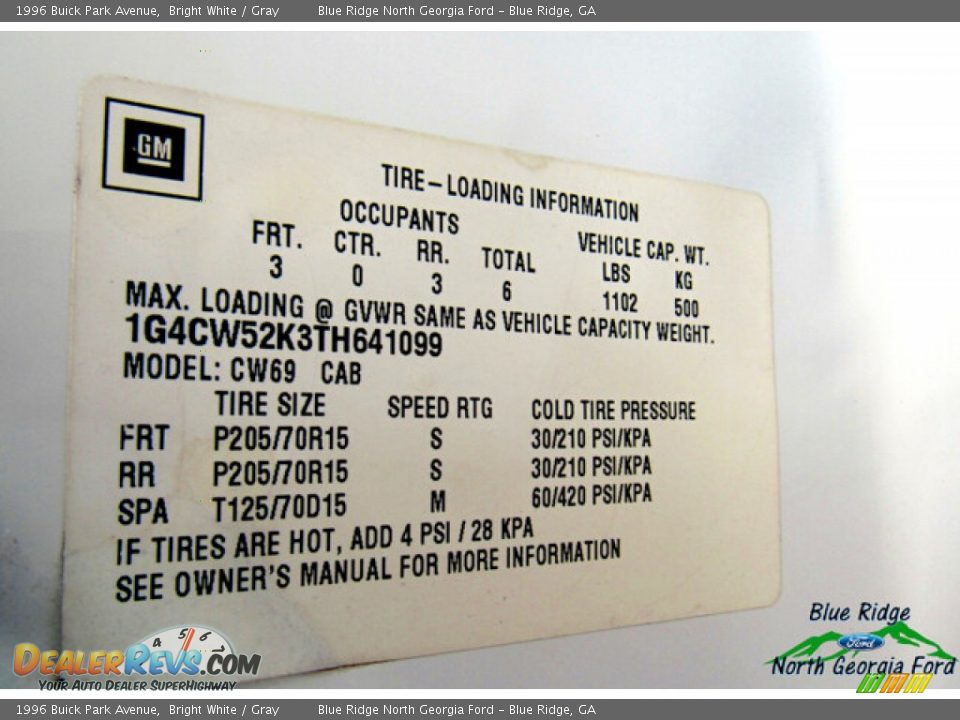 1996 Buick Park Avenue, Bright White / Gray Blue Ridge North Georgia Ford - Blue Ridge, GA
GM
TIRE-LOADING INFORMATION
OCCUPANTS VEHICLE CAP. WT.
FRT. CTR. RR. TOTAL LBS KG
3 0 3 6 1102 500
MAX. LOADING @ GVWR SAME AS VEHICLE CAPACITY WEIGHT.
1G4CW52K3TH641099
MODEL: CW69 CAB
TIRE SIZE SPEED RTG COLD TIRE PRESSURE
FRT P205/70R15 S 30/210 PSI/KPA
RR P205/70R15 S 30/210 PSI/KPA
SPA T125/70D15 M 60/420 PSI/KPA
IF TIRES ARE HOT, ADD 4 PSI / 28 KPA
SEE OWNER'S MANUAL FOR MORE INFORMATION
Blue Ridge
Ford
North Georgia Ford
4 5 6
DEALERREVS.COM
YOUR AUTO DEALER SUPERHIGHWAY
1996 Buick Park Avenue, Bright White / Gray Blue Ridge North Georgia Ford - Blue Ridge, GA